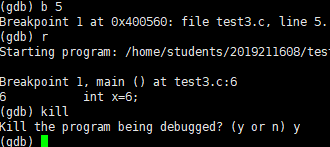 (gdb) b 5
Breakpoint 1 at 0x400560: file test3.c, line 5.
(gdb) r
Starting program: /home/students/2019211608/tes
Breakpoint 1, main () at test3.c:6
6 int x=6;
(gdb) kill
Kill the program being debugged? (y or n) y
(gdb)